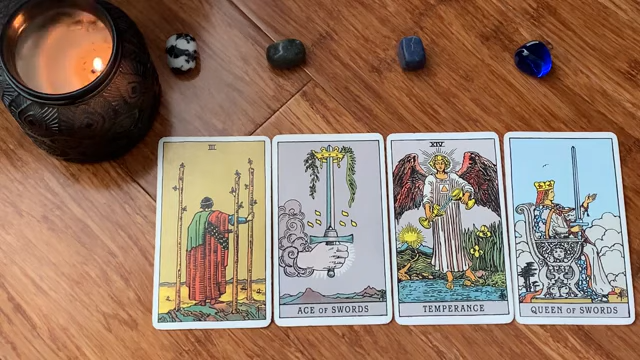 III
ACE OF SWORDS
XIV
TEMPERANCE
QUEEN OF SWORDS